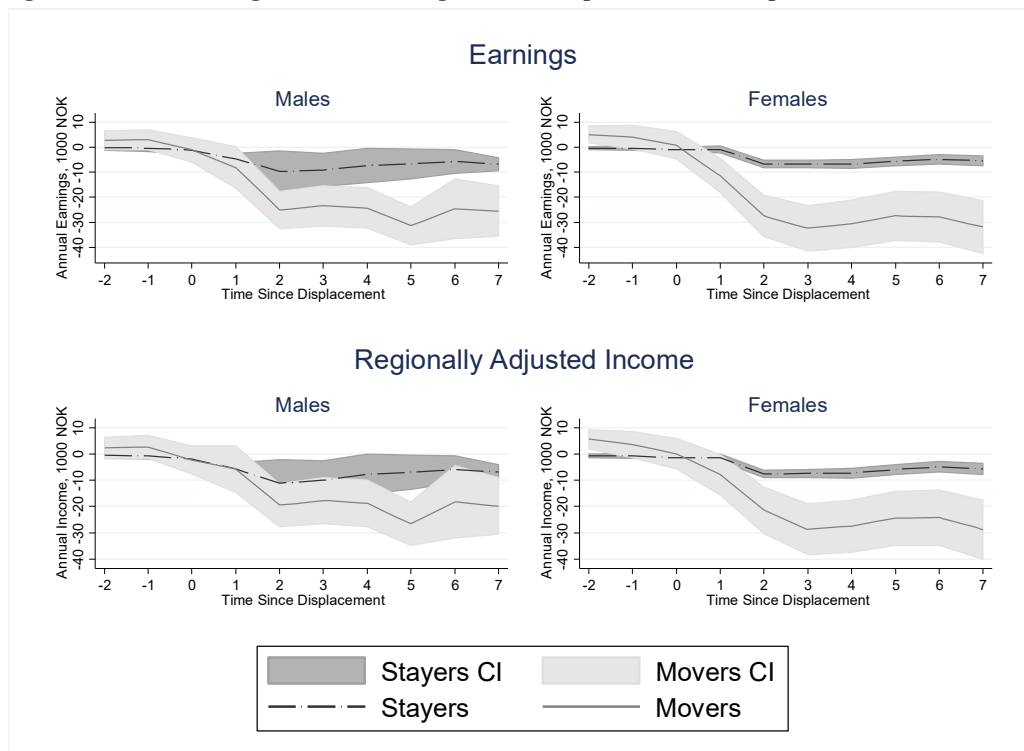 Earnings
Males
Females
Annual Earnings, 1000 NOK
10
0
-10
-20
-30
-40
-2 -1 0 1 2 3 4 5 6 7
Time Since Displacement
Annual Earnings, 1000 NOK
10
0
-10
-20
-30
-40
-2 -1 0 1 2 3 4 5 6 7
Time Since Displacement
Regionally Adjusted Income
Males
Females
Annual Income, 1000 NOK
10
0
-10
-20
-30
-40
-2 -1 0 1 2 3 4 5 6 7
Time Since Displacement
Annual Income, 1000 NOK
10
0
-10
-20
-30
-40
-2 -1 0 1 2 3 4 5 6 7
Time Since Displacement
Stayers CI
Movers CI
Stayers
Movers